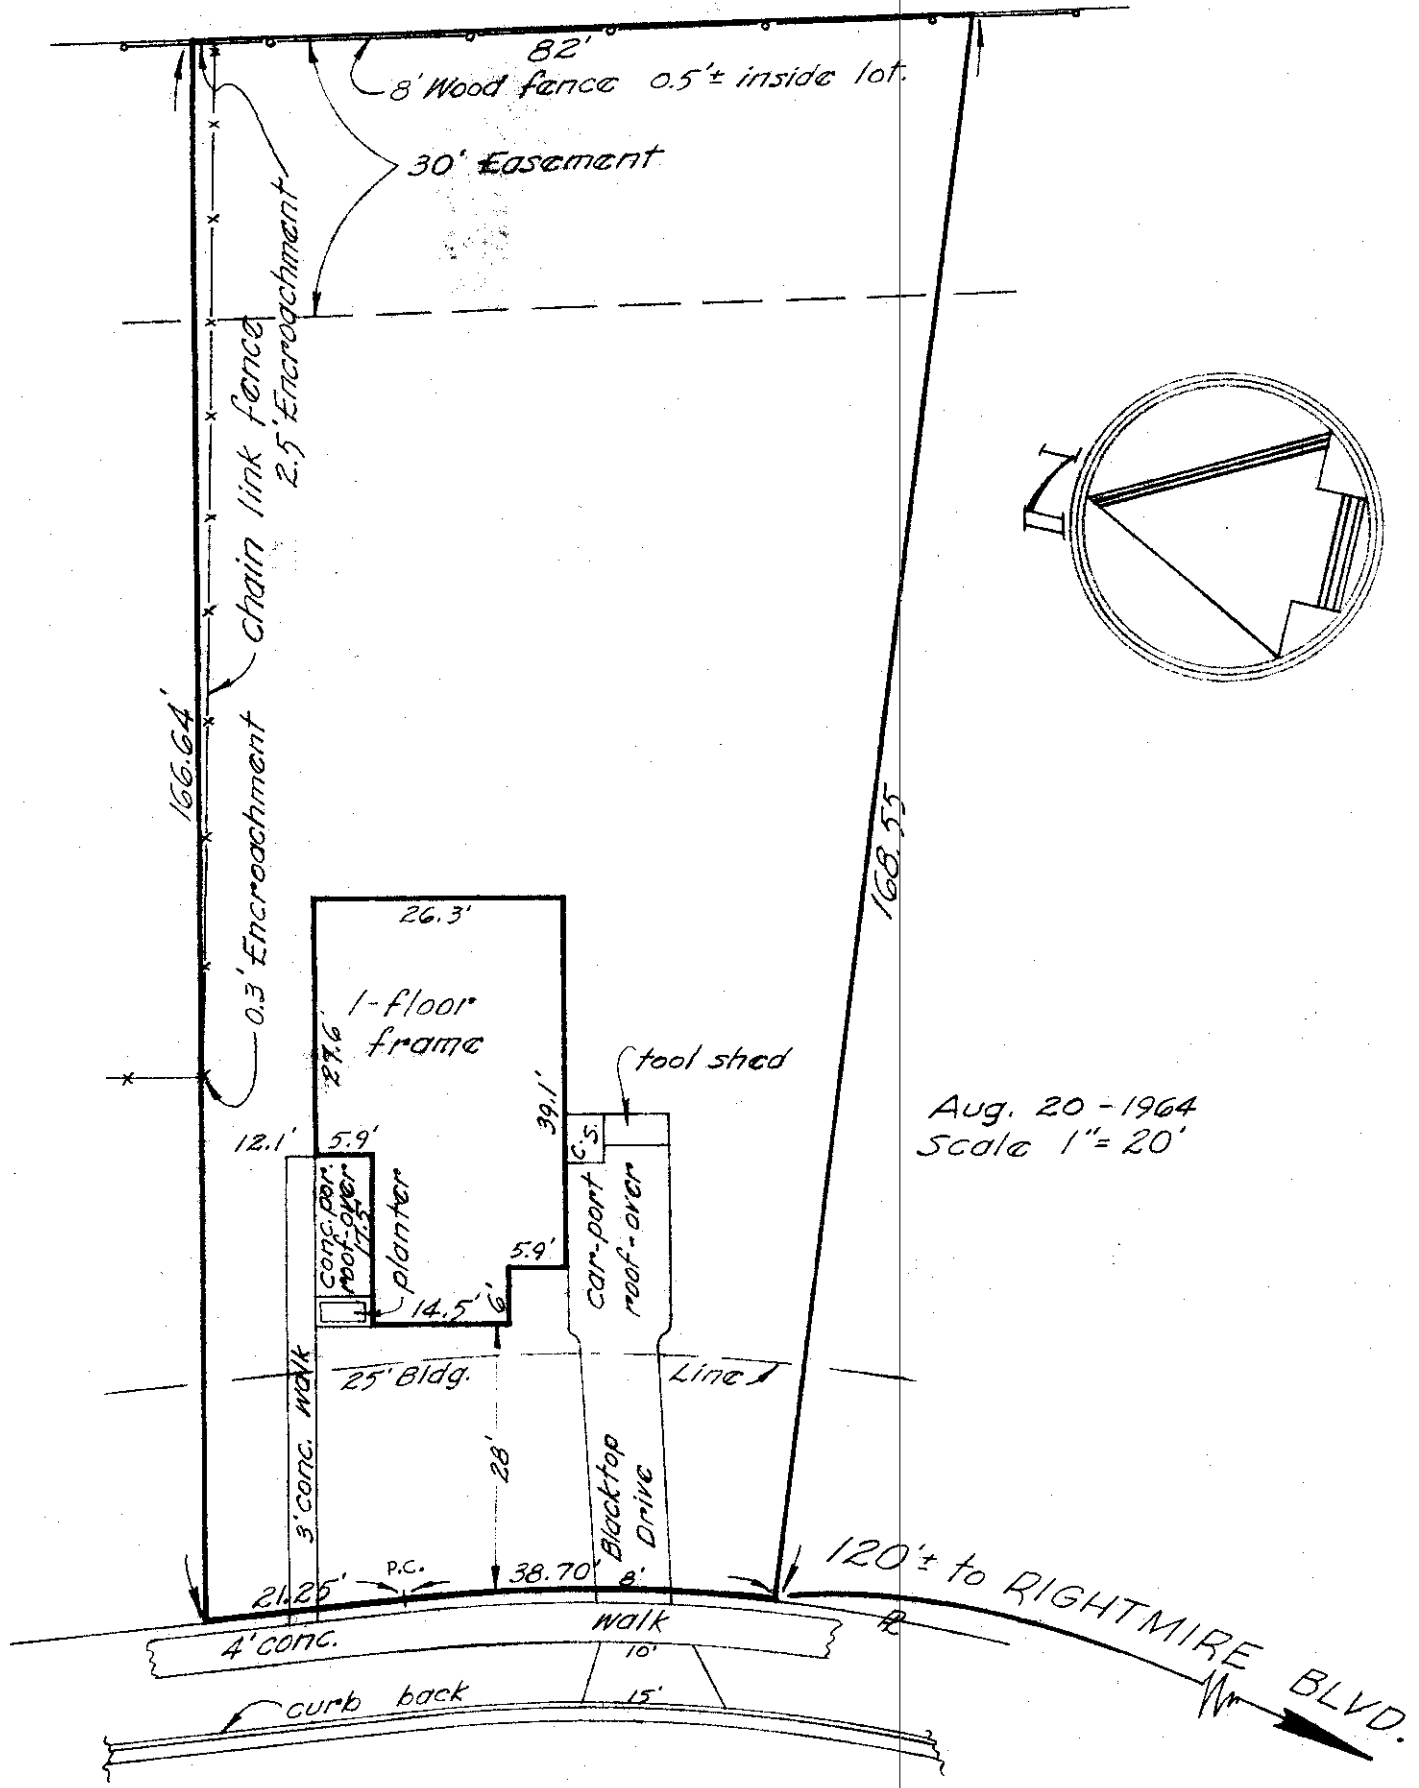 82'
8' Wood fence 0.5'± inside lot.
30' Easement
2.5' Encroachment
chain link fence
N
166.64'
0.3' Encroachment
168.55
26.3'
1-floor
frame
27.6'
39.1'
tool shed
Aug. 20 - 1964
Scale 1" = 20'
12.1'
5.9'
C.S.
conc. por.
roof-over
17.5'
planter
car-port
roof-over
5.9'
6'
14.5'
25' Bldg. Line
3' conc. walk
28'
Blacktop
Drive
P.C.
21.25'
38.70'
8'
120'± to RIGHTMIRE BLVD.
4' conc. walk
10'
curb back
15'